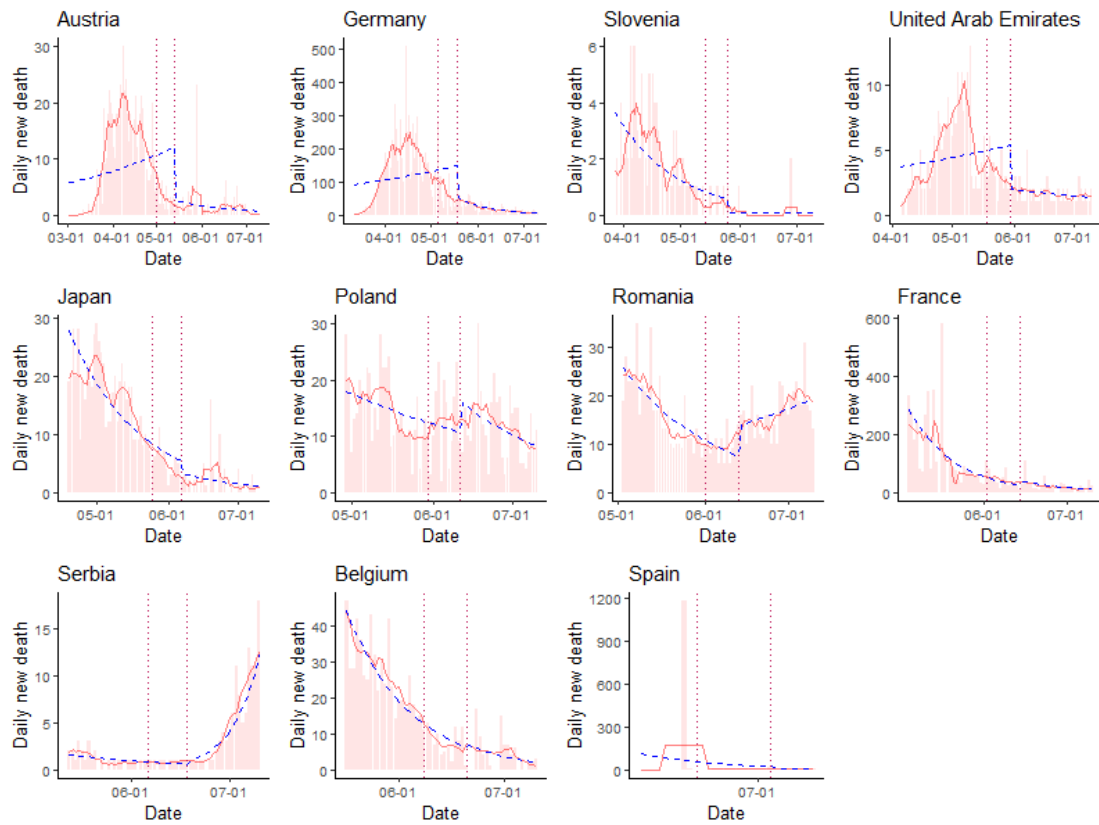 Austria
Germany
Slovenia
United Arab Emirates
Daily new death
30
20
10
0
03-01 04-01 05-01 06-01 07-01
Date
Daily new death
500
400
300
200
100
0
04-01 05-01 06-01 07-01
Date
Daily new death
6
4
2
0
04-01 05-01 06-01 07-01
Date
Daily new death
10
5
0
04-01 05-01 06-01 07-01
Date
Japan
Poland
Romania
France
Daily new death
30
20
10
0
05-01 06-01 07-01
Date
Daily new death
30
20
10
0
05-01 06-01 07-01
Date
Daily new death
30
20
10
0
05-01 06-01 07-01
Date
Daily new death
600
400
200
0
06-01 07-01
Date
Serbia
Belgium
Spain
Daily new death
15
10
5
0
06-01 07-01
Date
Daily new death
40
30
20
10
0
06-01 07-01
Date
Daily new death
1200
900
600
300
0
07-01
Date